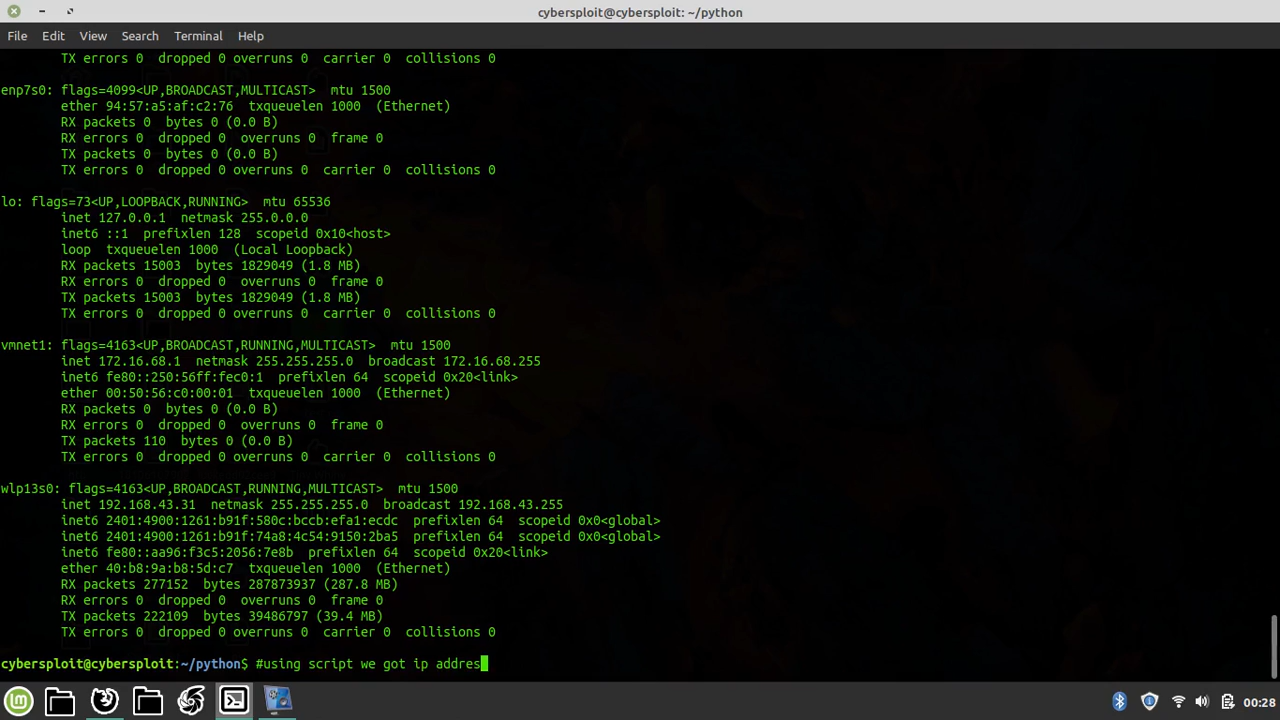 cybersploit@cybersploit: ~/python
File Edit View Search Terminal Help
TX errors 0  dropped 0 overruns 0  carrier 0  collisions 0
enp7s0: flags=4099<UP,BROADCAST,MULTICAST>  mtu 1500
ether 94:57:a5:af:c2:76  txqueuelen 1000  (Ethernet)
RX packets 0  bytes 0 (0.0 B)
RX errors 0  dropped 0  overruns 0  frame 0
TX packets 0  bytes 0 (0.0 B)
TX errors 0  dropped 0 overruns 0  carrier 0  collisions 0
lo: flags=73<UP,LOOPBACK,RUNNING>  mtu 65536
inet 127.0.0.1  netmask 255.0.0.0
inet6 ::1  prefixlen 128  scopeid 0x10<host>
loop  txqueuelen 1000  (Local Loopback)
RX packets 15003  bytes 1829049 (1.8 MB)
RX errors 0  dropped 0  overruns 0  frame 0
TX packets 15003  bytes 1829049 (1.8 MB)
TX errors 0  dropped 0 overruns 0  carrier 0  collisions 0
vmnet1: flags=4163<UP,BROADCAST,RUNNING,MULTICAST>  mtu 1500
inet 172.16.68.1  netmask 255.255.255.0  broadcast 172.16.68.255
inet6 fe80::250:56ff:fec0:1  prefixlen 64  scopeid 0x20<link>
ether 00:50:56:c0:00:01  txqueuelen 1000  (Ethernet)
RX packets 0  bytes 0 (0.0 B)
RX errors 0  dropped 0  overruns 0  frame 0
TX packets 110  bytes 0 (0.0 B)
TX errors 0  dropped 0 overruns 0  carrier 0  collisions 0
wlp13s0: flags=4163<UP,BROADCAST,RUNNING,MULTICAST>  mtu 1500
inet 192.168.43.31  netmask 255.255.255.0  broadcast 192.168.43.255
inet6 2401:4900:1261:b91f:580c:bccb:efa1:ecdc  prefixlen 64  scopeid 0x0<global>
inet6 2401:4900:1261:b91f:74a8:4c54:9150:2ba5  prefixlen 64  scopeid 0x0<global>
inet6 fe80::aa96:f3c5:2056:7e8b  prefixlen 64  scopeid 0x20<link>
ether 40:b8:9a:b8:5d:c7  txqueuelen 1000  (Ethernet)
RX packets 277152  bytes 287873937 (287.8 MB)
RX errors 0  dropped 0  overruns 0  frame 0
TX packets 222109  bytes 39486797 (39.4 MB)
TX errors 0  dropped 0 overruns 0  carrier 0  collisions 0
cybersploit@cybersploit:~/python$ #using script we got ip addres
00:28